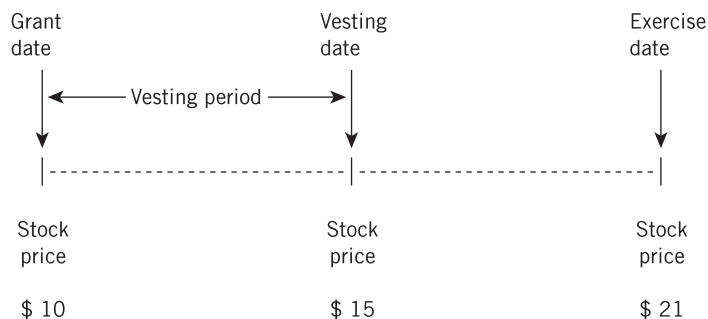 Grant date
Vesting date
Exercise date
Vesting period
Stock price
Stock price
Stock price
$ 10
$ 15
$ 21